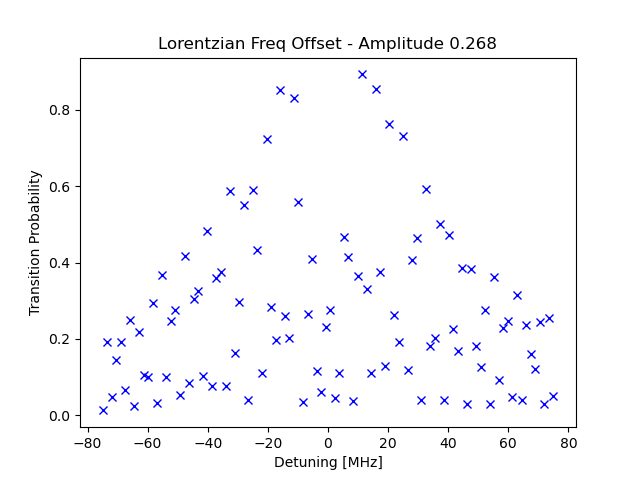 Lorentzian Freq Offset - Amplitude 0.268
Transition Probability
0.8
0.6
0.4
0.2
0.0
−80 −60 −40 −20 0 20 40 60 80
Detuning [MHz]